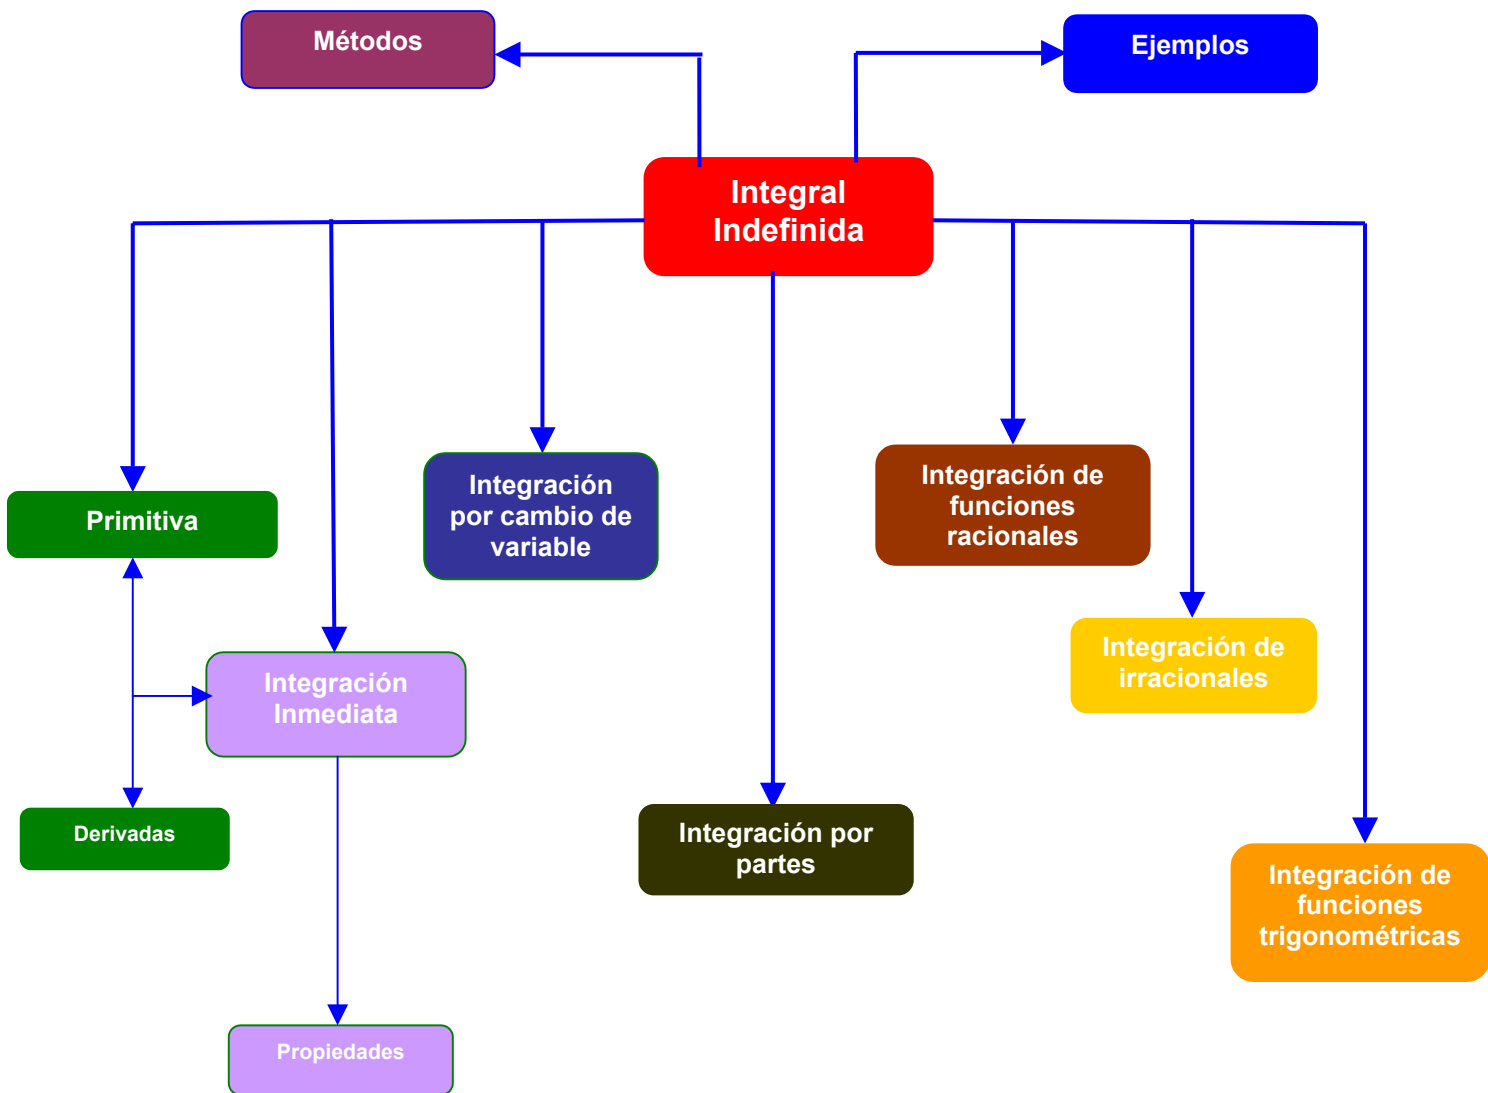 Métodos
Ejemplos
Integral
Indefinida
Integración
por cambio de
variable
Integración de
funciones
racionales
Primitiva
Integración de
irracionales
Integración
Inmediata
Derivadas
Integración por
partes
Integración de
funciones
trigonométricas
Propiedades